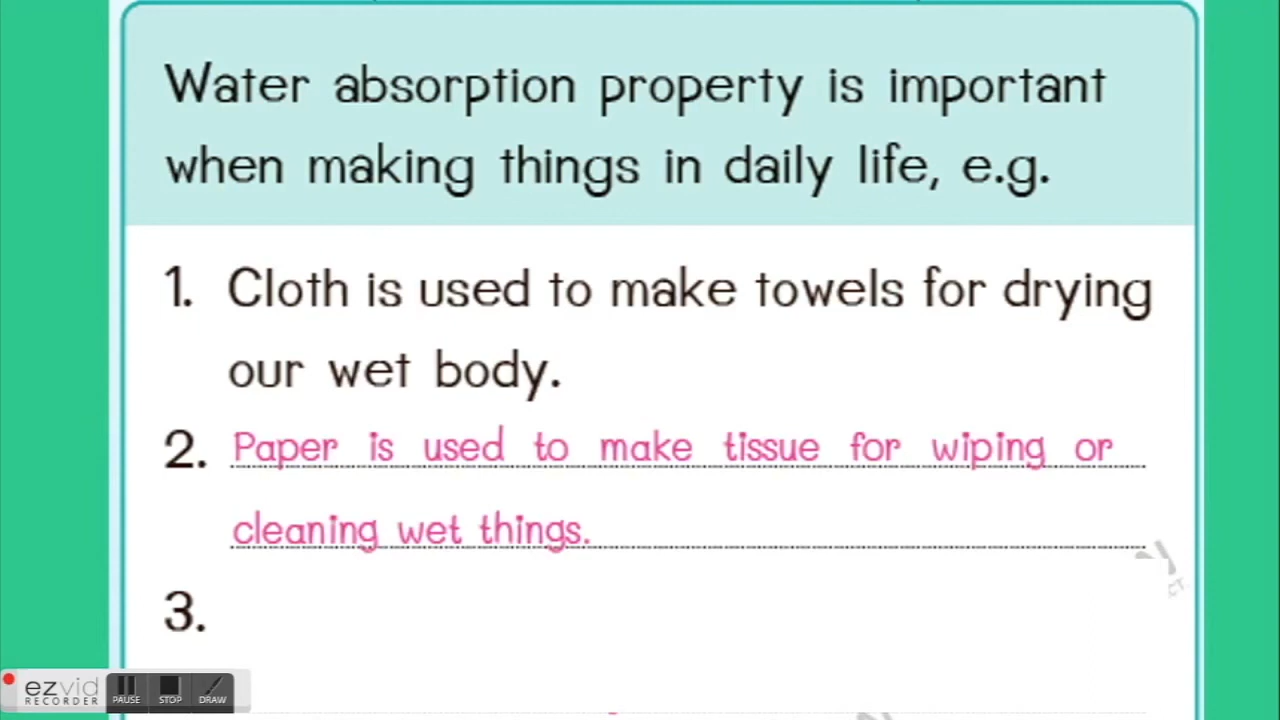 Water absorption property is important
when making things in daily life, e.g.
1. Cloth is used to make towels for drying
our wet body.
2. Paper is used to make tissue for wiping or
cleaning wet things.
3.
ezvid
RECORDER
PAUSE
STOP
DRAW